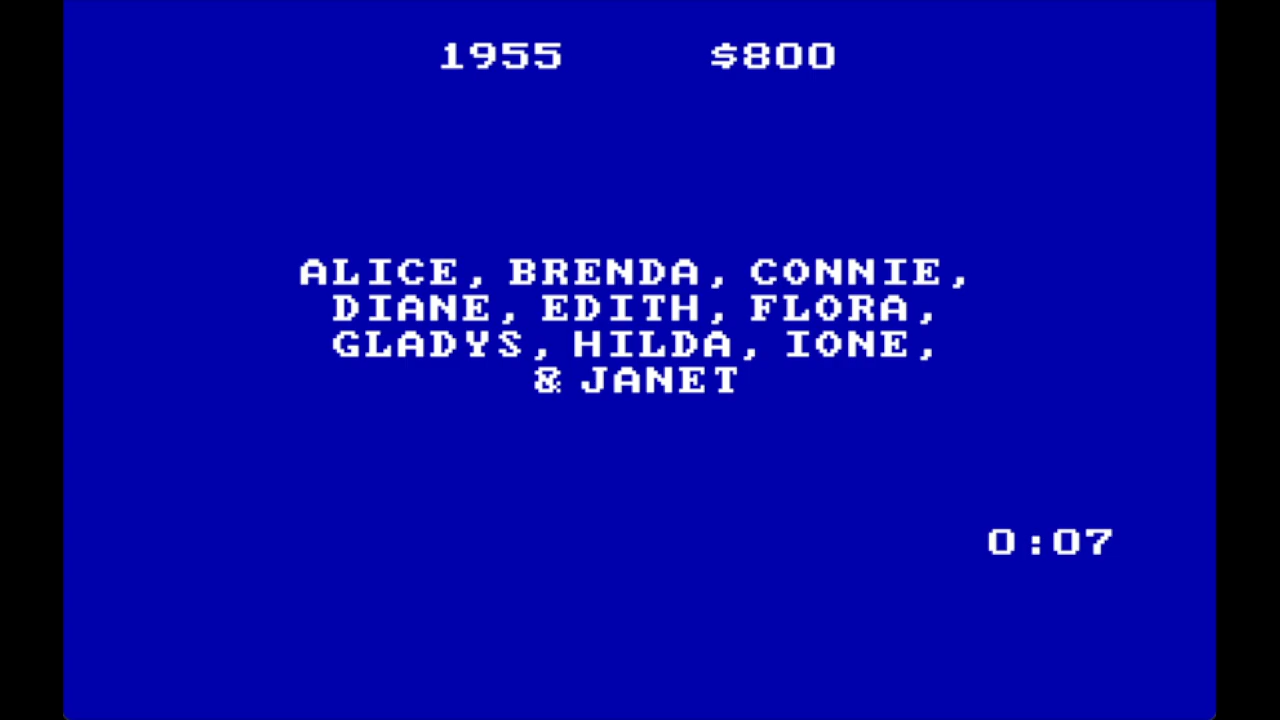 1955 $800
ALICE, BRENDA, CONNIE,
DIANE, EDITH, FLORA,
GLADYS, HILDA, IONE,
& JANET
0:07